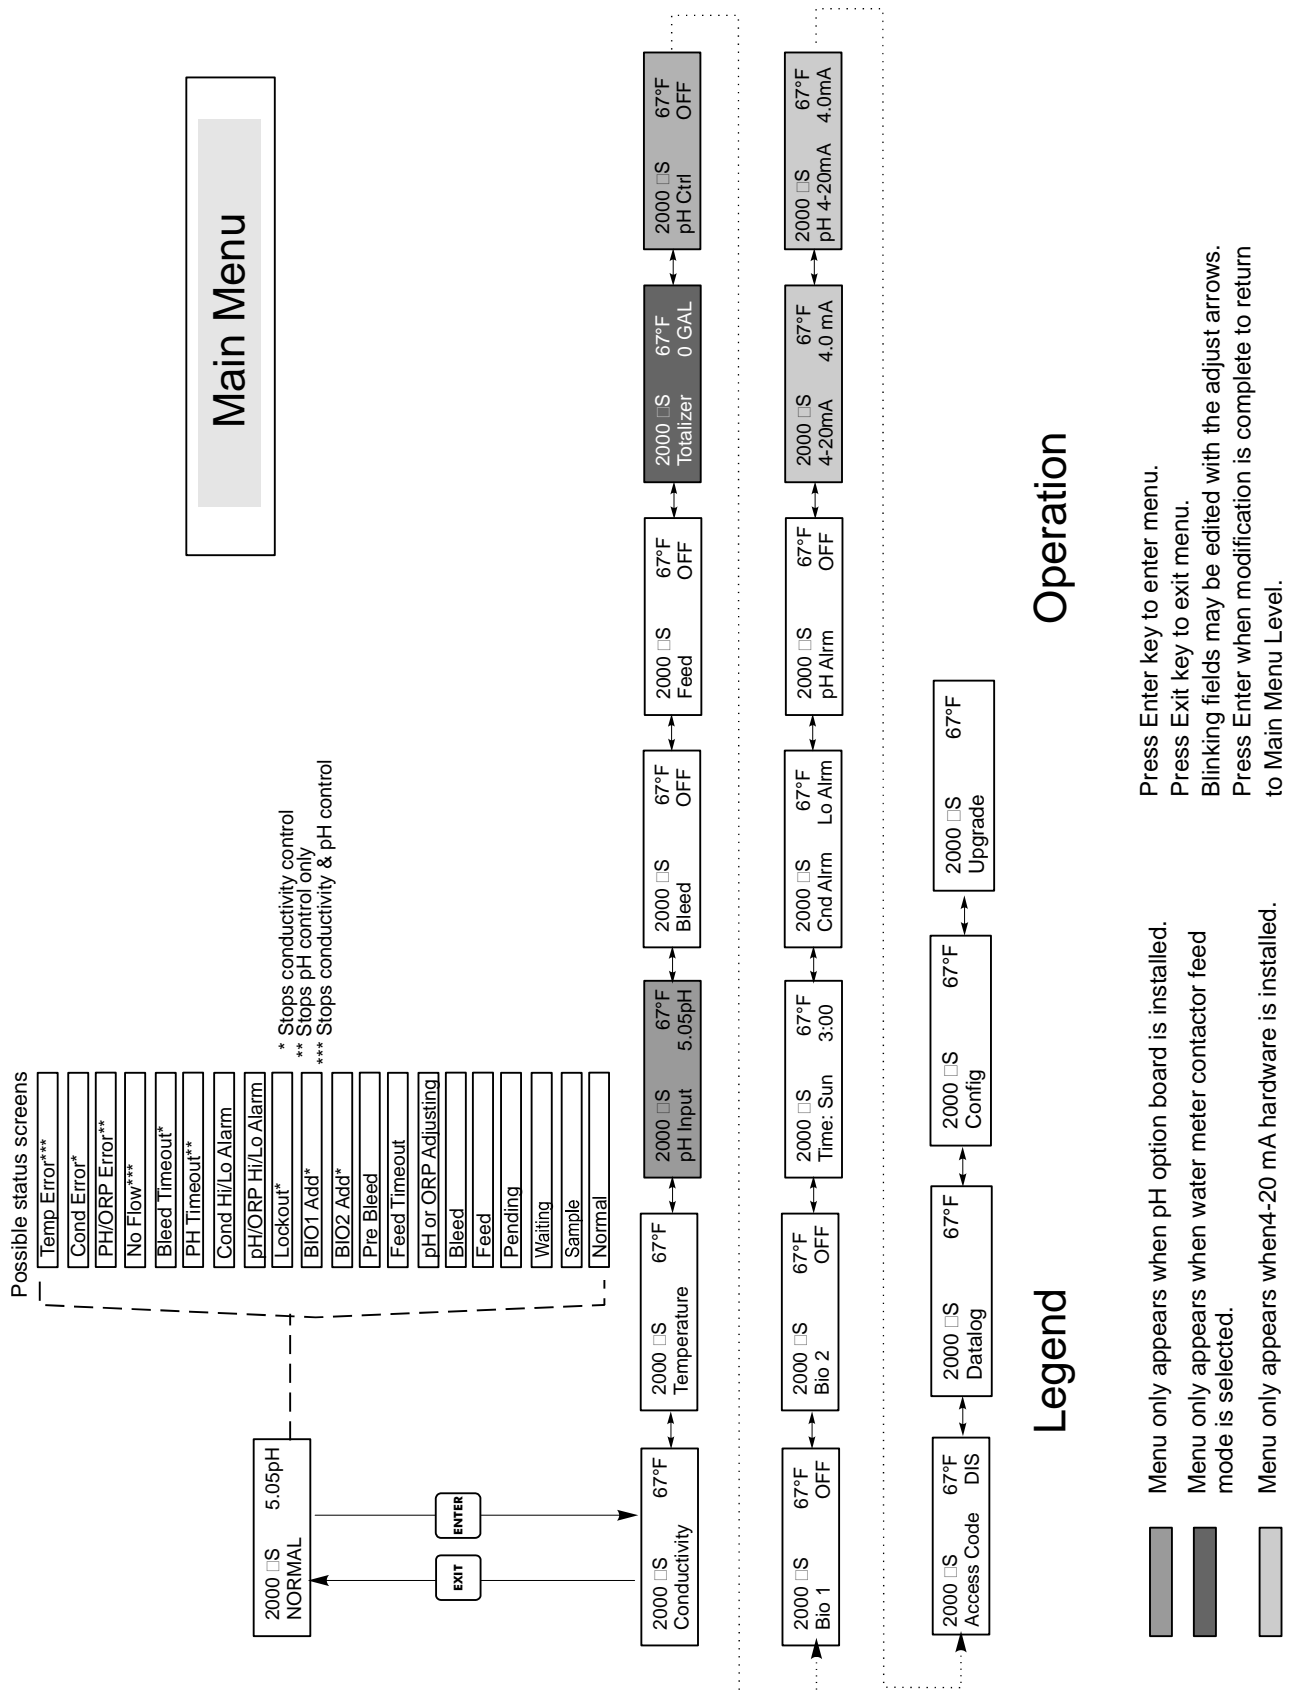 Main Menu
Possible status screens
Temp Error***
Cond Error*
PH/ORP Error**
No Flow***
Bleed Timeout*
PH Timeout**
Cond Hi/Lo Alarm
pH/ORP Hi/Lo Alarm
Lockout*
BIO1 Add*
BIO2 Add*
Pre Bleed
Feed Timeout
pH or ORP Adjusting
Bleed
Feed
Pending
Waiting
Sample
Normal
* Stops conductivity control
** Stops pH control only
*** Stops conductivity & pH control
2000 □S 5.05pH
NORMAL
EXIT
ENTER
2000 □S 67°F
Conductivity
2000 □S 67°F
Temperature
2000 □S 67°F
pH Input 5.05pH
2000 □S 67°F
Bleed OFF
2000 □S 67°F
Feed OFF
2000 □S 67°F
Totalizer 0 GAL
2000 □S 67°F
pH Ctrl OFF
2000 □S 67°F
Bio 1 OFF
2000 □S 67°F
Bio 2 OFF
2000 □S 67°F
Time: Sun 3:00
2000 □S 67°F
Cnd Alrm Lo Alrm
2000 □S 67°F
pH Alrm OFF
2000 □S 67°F
4-20mA 4.0 mA
2000 □S 67°F
pH 4-20mA 4.0mA
2000 □S 67°F
Access Code DIS
2000 □S 67°F
Datalog
2000 □S 67°F
Config
2000 □S 67°F
Upgrade
Legend
Menu only appears when pH option board is installed.
Menu only appears when water meter contactor feed
mode is selected.
Menu only appears when4-20 mA hardware is installed.
Operation
Press Enter key to enter menu.
Press Exit key to exit menu.
Blinking fields may be edited with the adjust arrows.
Press Enter when modification is complete to return
to Main Menu Level.